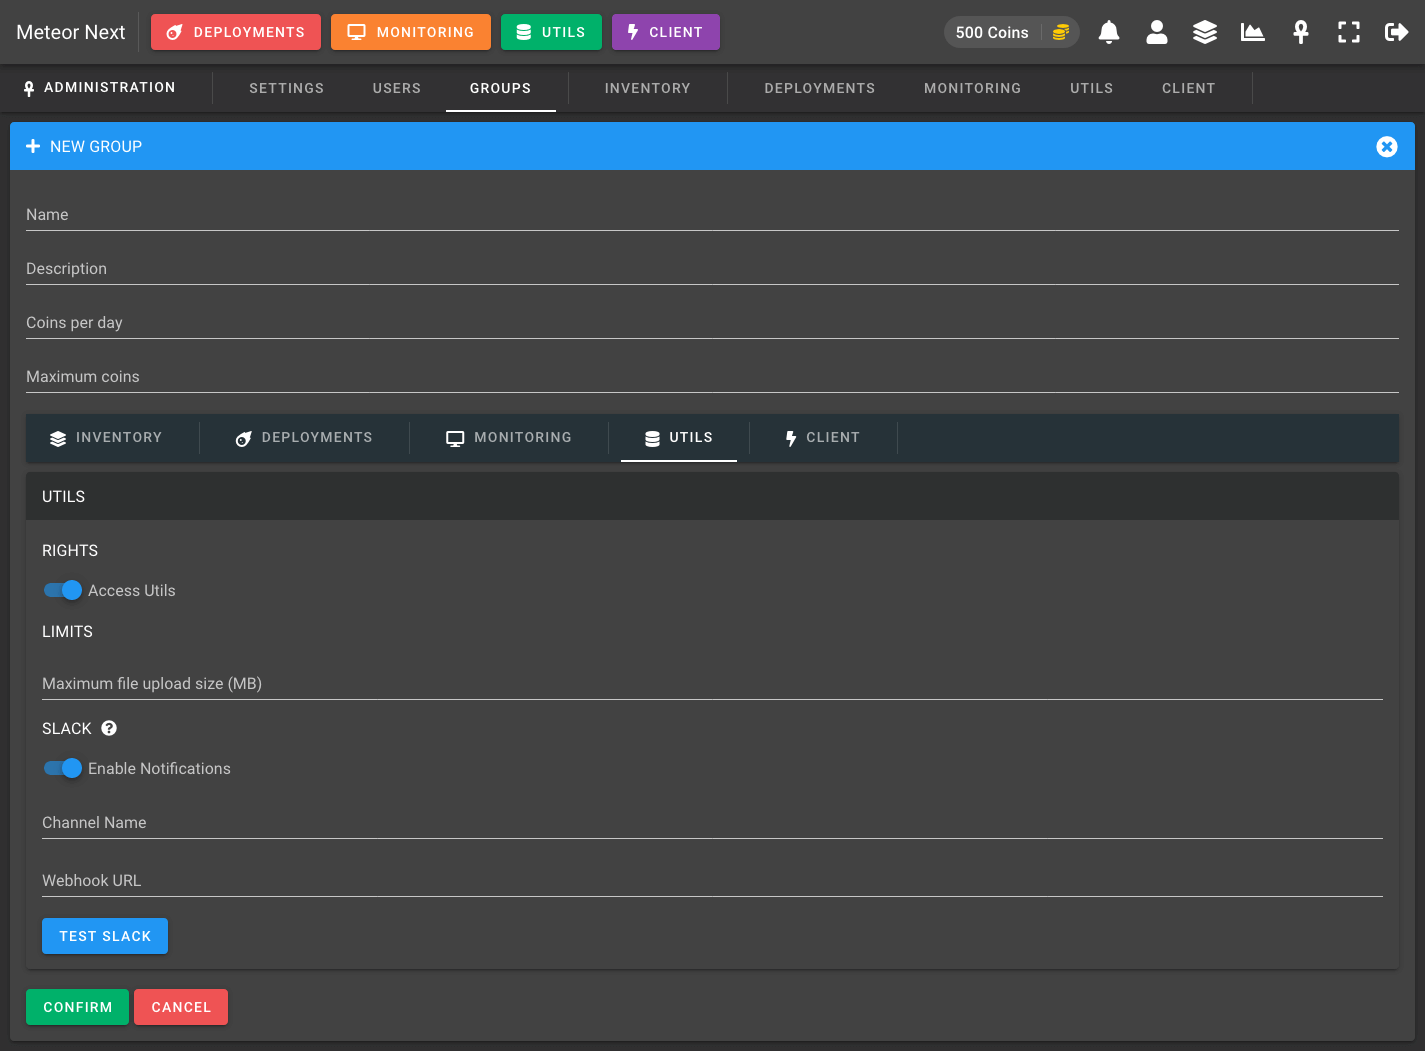 Meteor Next DEPLOYMENTS MONITORING UTILS CLIENT 500 Coins
ADMINISTRATION SETTINGS USERS GROUPS INVENTORY DEPLOYMENTS MONITORING UTILS CLIENT
NEW GROUP
Name
Description
Coins per day
Maximum coins
INVENTORY DEPLOYMENTS MONITORING UTILS CLIENT
UTILS
RIGHTS
Access Utils
LIMITS
Maximum file upload size (MB)
SLACK
Enable Notifications
Channel Name
Webhook URL
TEST SLACK
CONFIRM CANCEL